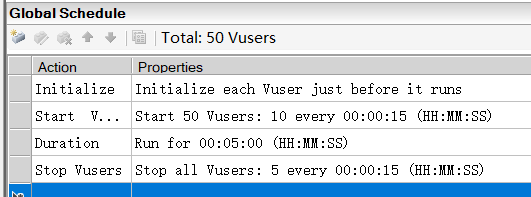 Global Schedule
Total: 50 Vusers
Action Properties
Initialize Initialize each Vuser just before it runs
Start V... Start 50 Vusers: 10 every 00:00:15 (HH:MM:SS)
Duration Run for 00:05:00 (HH:MM:SS)
Stop Vusers Stop all Vusers: 5 every 00:00:15 (HH:MM:SS)